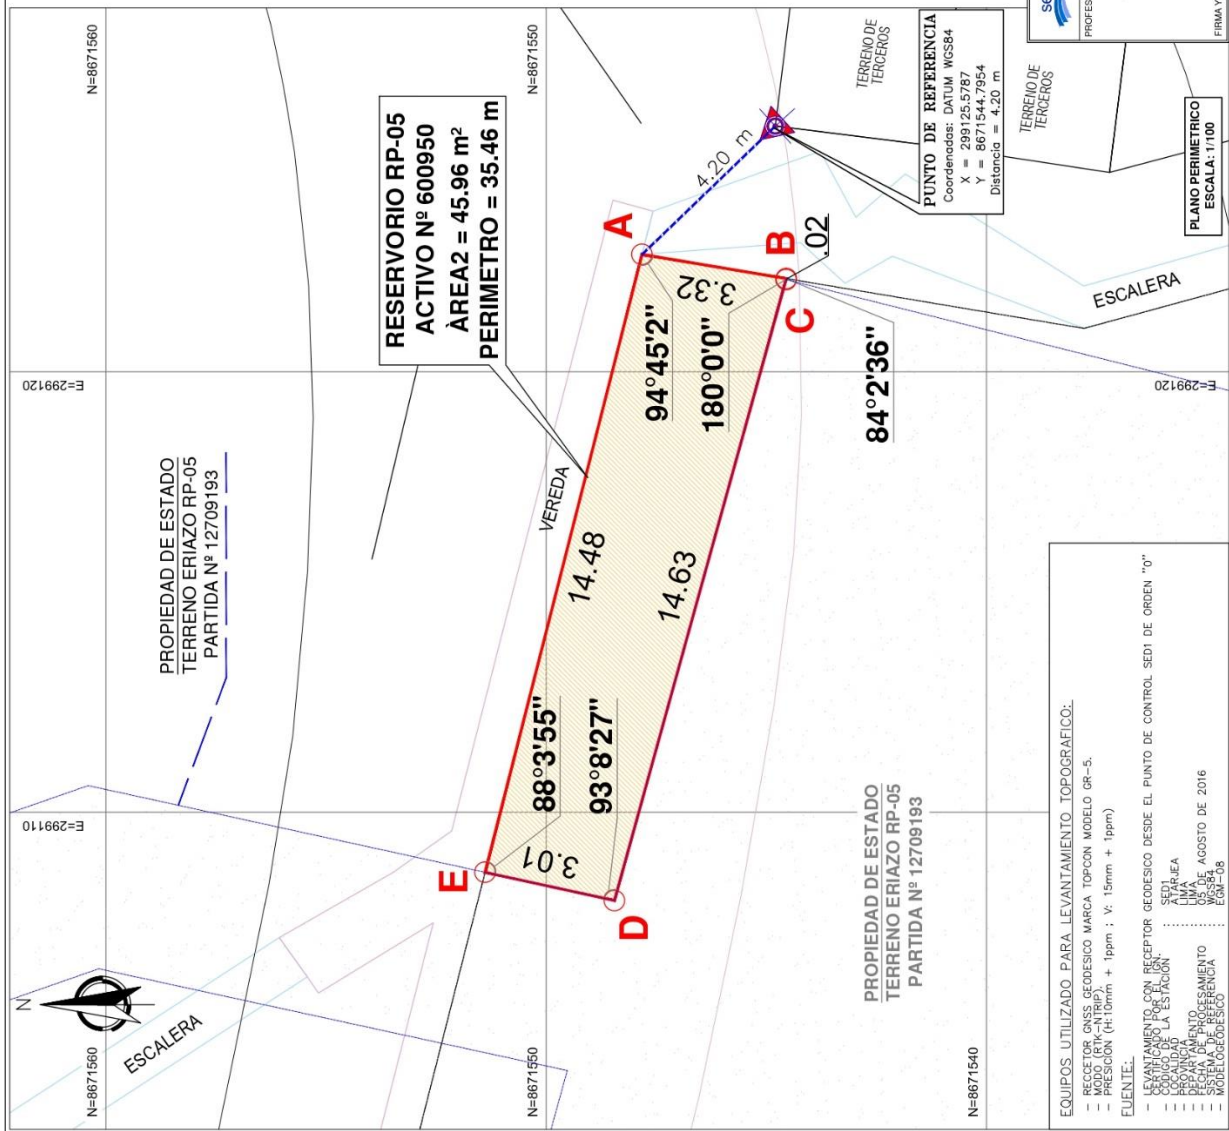 N=8671560
N=8671550
E=299120
E=299110
N
ESCALERA
PROPIEDAD DE ESTADO
TERRENO ERIAZO RP-05
PARTIDA Nº 12709193
RESERVORIO RP-05
ACTIVO Nº 600950
ÀREA2 = 45.96 m²
PERIMETRO = 35.46 m
VEREDA
A
B
C
D
E
4.20 m
3.32
.02
14.48
14.63
3.01
94°45'2"
180°0'0"
84°2'36"
88°3'55"
93°8'27"
TERRENO DE
TERCEROS
PUNTO DE REFERENCIA
Coordenadas: DATUM WGS84
X = 299125.5787
Y = 8671544.7954
Distancia = 4.20 m
TERRENO DE
TERCEROS
ESCALERA
E=299120
PLANO PERIMETRICO
ESCALA: 1/100
PROPIEDAD DE ESTADO
TERRENO ERIAZO RP-05
PARTIDA Nº 12709193
N=8671560
N=8671550
N=8671540
EQUIPOS UTILIZADO PARA LEVANTAMIENTO TOPOGRAFICO:
– RECCETOR GNSS GEODESICO MARCA TOPCON MODELO GR-5.
– MODO (RTK-NTRIP).
– PRESICIÓN (H:10mm + 1ppm ; V: 15mm + 1ppm)
FUENTE:
– LEVANTAMIENTO CON RECEPTOR GEODESICO DESDE EL PUNTO DE CONTROL SED1 DE ORDEN "0"
CERTIFICADO POR EL IGN.
– CODIGO DE LA ESTACIÓN : SED1
– LOCALIDAD : ATARJEA
– PROVINCIA : LIMA
– DEPARTAMENTO : LIMA
– FECHA DE PROCESAMIENTO : 05 DE AGOSTO DE 2016
– SISTEMA DE REFERENCIA : WGS84
– MODELO GEODESICO : EGM-08